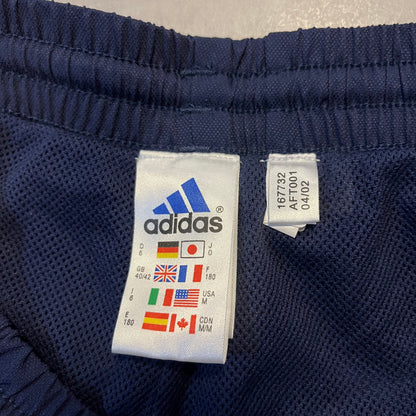 adidas®
D
6
J
O
GB
40/42
F
180
I
6
USA
M
E
180
CDN
M/M
167732
AFT001
04/02